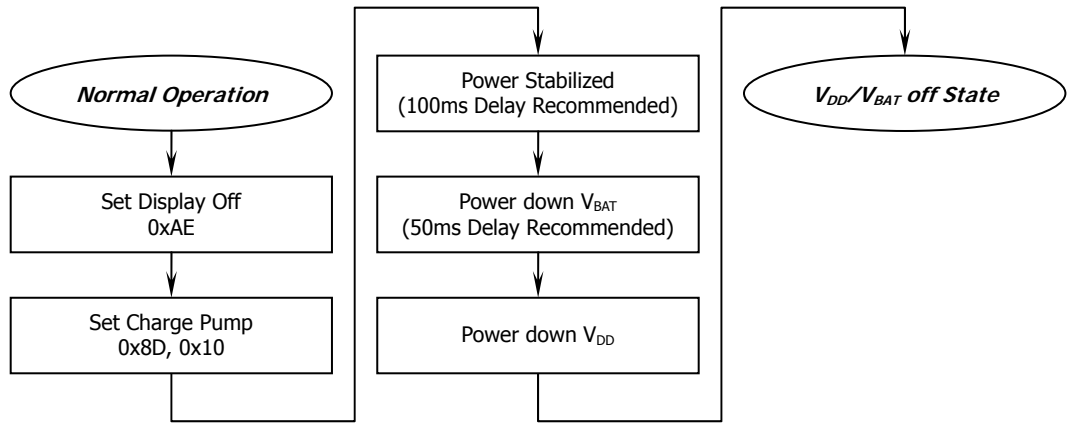 Normal Operation
Set Display Off
0xAE
Set Charge Pump
0x8D, 0x10
Power Stabilized
(100ms Delay Recommended)
Power down VBAT
(50ms Delay Recommended)
Power down VDD
VDD/VBAT off State